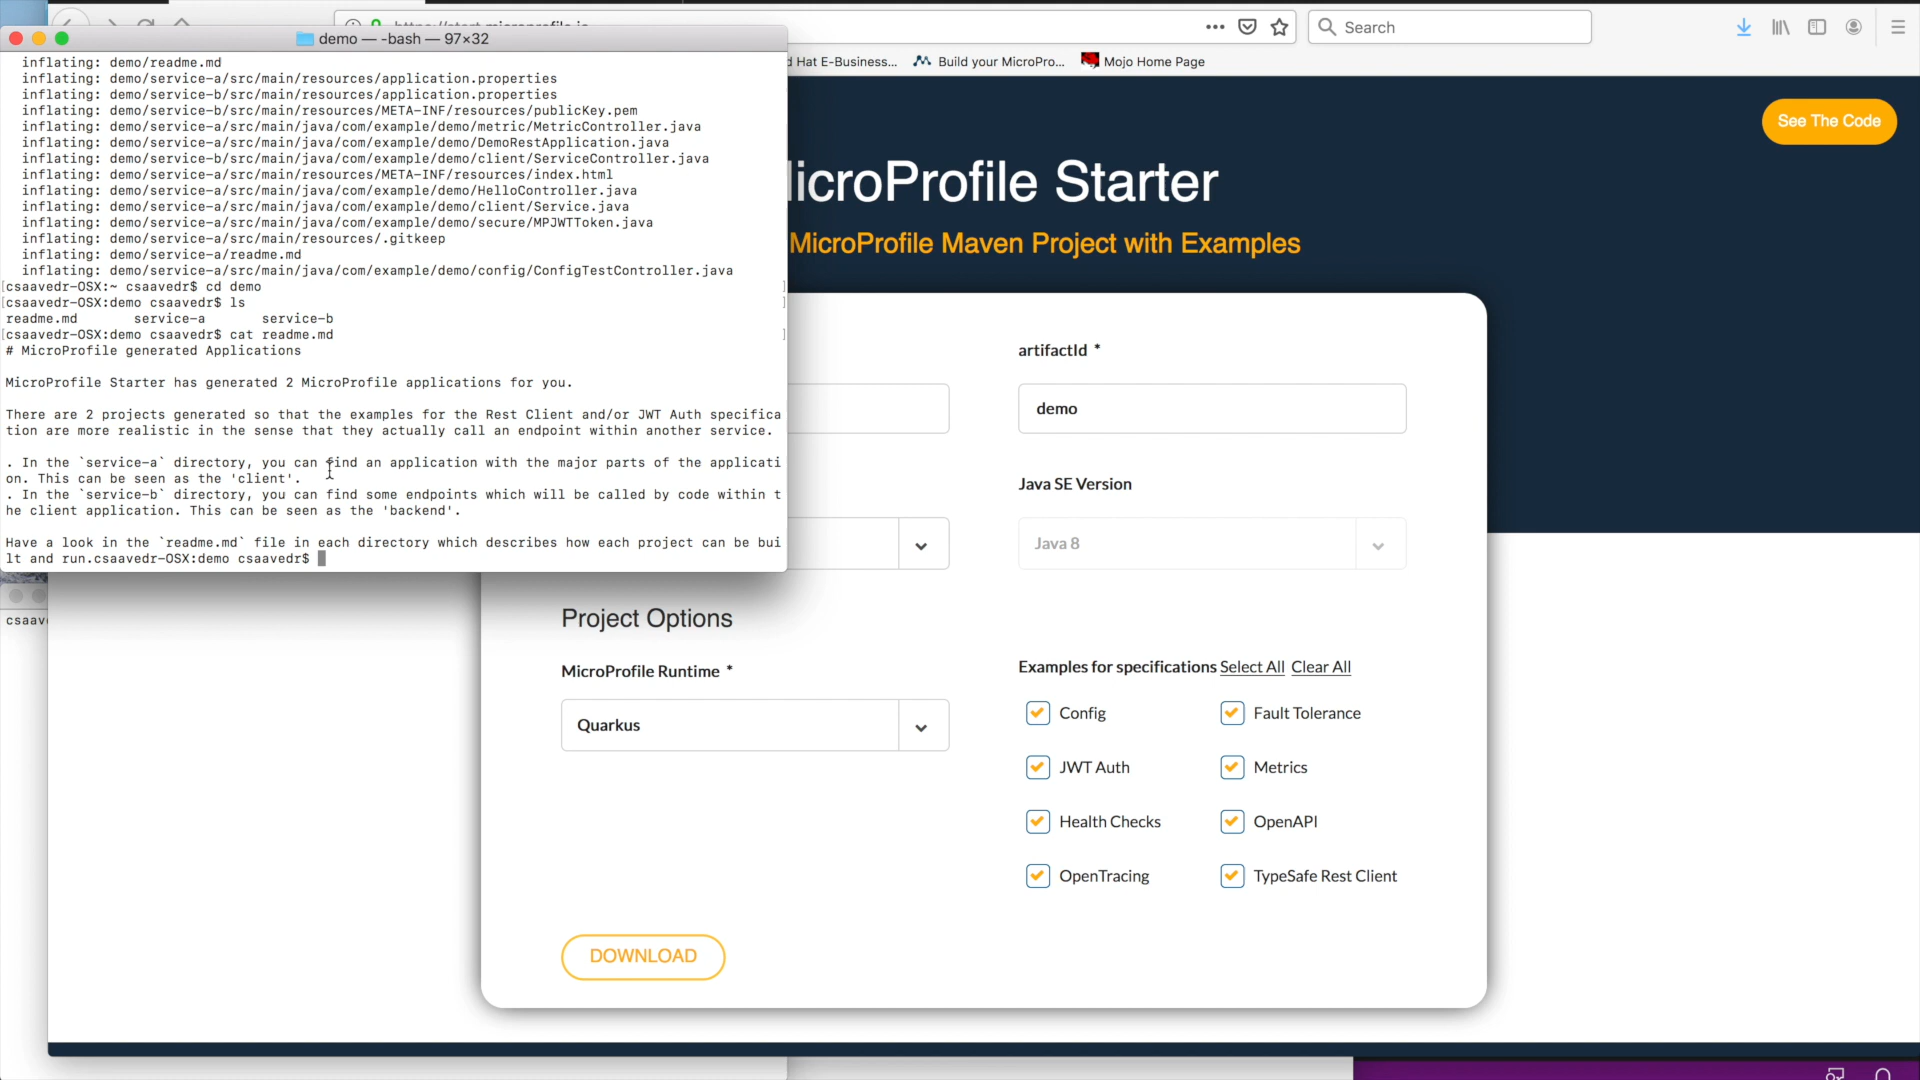 demo — -bash — 97×32
inflating: demo/readme.md
inflating: demo/service-a/src/main/resources/application.properties
inflating: demo/service-b/src/main/resources/application.properties
inflating: demo/service-b/src/main/resources/META-INF/resources/publicKey.pem
inflating: demo/service-a/src/main/java/com/example/demo/metric/MetricController.java
inflating: demo/service-a/src/main/java/com/example/demo/DemoRestApplication.java
inflating: demo/service-b/src/main/java/com/example/demo/client/ServiceController.java
inflating: demo/service-a/src/main/resources/META-INF/resources/index.html
inflating: demo/service-a/src/main/java/com/example/demo/HelloController.java
inflating: demo/service-a/src/main/java/com/example/demo/client/Service.java
inflating: demo/service-a/src/main/java/com/example/demo/secure/MPJWTToken.java
inflating: demo/service-a/src/main/resources/.gitkeep
inflating: demo/service-a/readme.md
inflating: demo/service-a/src/main/java/com/example/demo/config/ConfigTestController.java
[csaavedr-OSX:~ csaavedr$ cd demo ]
[csaavedr-OSX:demo csaavedr$ ls ]
readme.md service-a service-b
[csaavedr-OSX:demo csaavedr$ cat readme.md ]
# MicroProfile generated Applications
MicroProfile Starter has generated 2 MicroProfile applications for you.
There are 2 projects generated so that the examples for the Rest Client and/or JWT Auth specifica
tion are more realistic in the sense that they actually call an endpoint within another service.
. In the `service-a` directory, you can find an application with the major parts of the applicati
on. This can be seen as the 'client'.
. In the `service-b` directory, you can find some endpoints which will be called by code within t
he client application. This can be seen as the 'backend'.
Have a look in the `readme.md` file in each directory which describes how each project can be bui
lt and run.csaavedr-OSX:demo csaavedr$
csaav
Search
d Hat E-Business... Build your MicroPro... Mojo Home Page
See The Code
icroProfile Starter
MicroProfile Maven Project with Examples
artifactId *
demo
Java SE Version
Java 8
Project Options
MicroProfile Runtime *
Quarkus
Examples for specifications Select All Clear All
Config Fault Tolerance
JWT Auth Metrics
Health Checks OpenAPI
OpenTracing TypeSafe Rest Client
DOWNLOAD